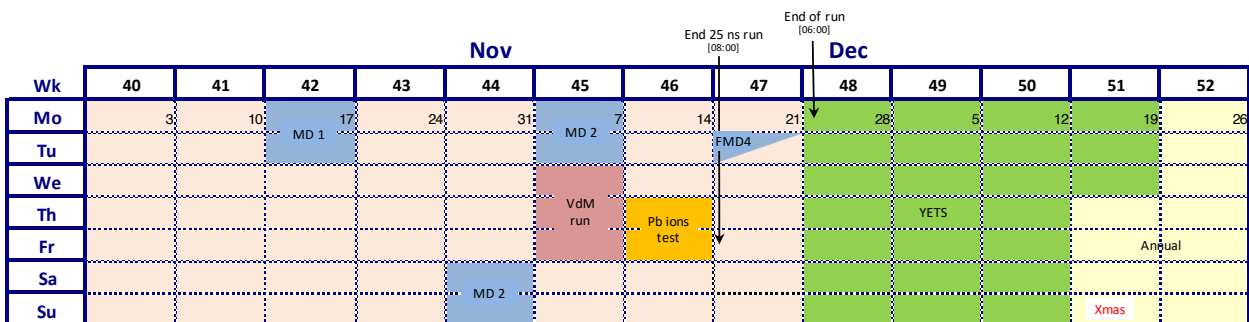 End of run
[06:00]
End 25 ns run
[08:00]
Nov
Dec
Wk 40 41 42 43 44 45 46 47 48 49 50 51 52
Mo 3 10 17 24 31 7 14 21 28 5 12 19 26
MD 1 MD 2
Tu FMD4
We
VdM
run
Th YETS
Pb ions
test
Fr Annual
Sa
MD 2
Su Xmas